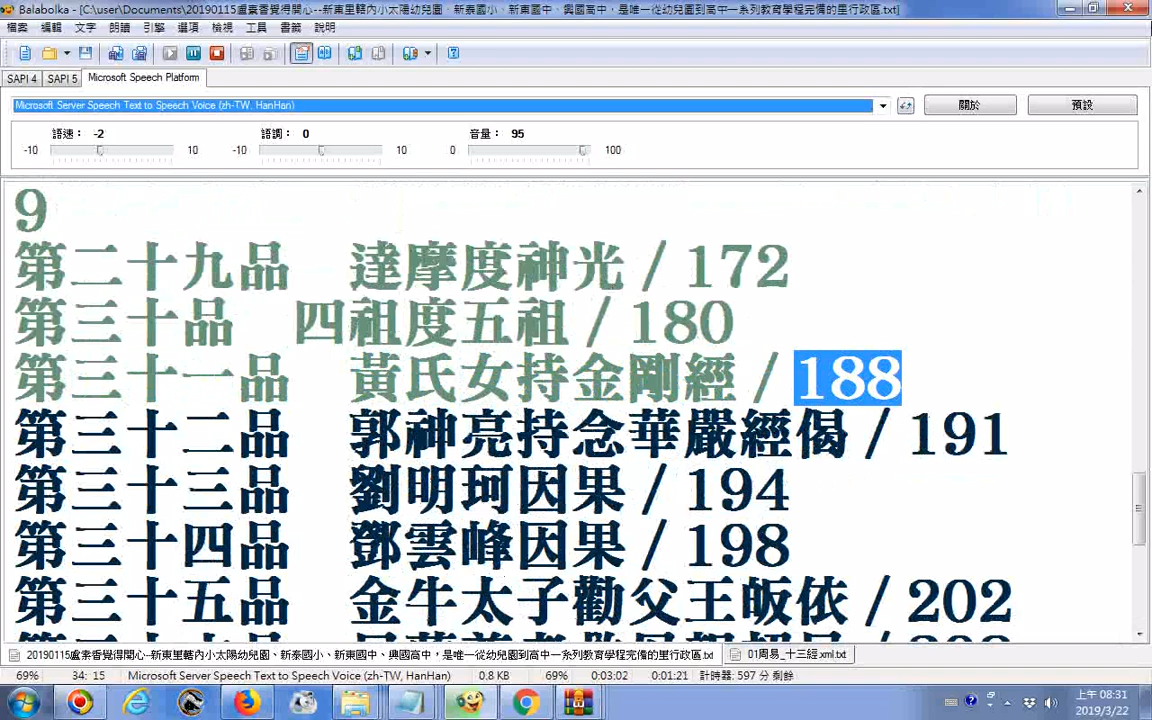 Balabolka - [C:\user\Documents\20190115盧素香覺得開心--新東里轄內小太陽幼兒園、新泰國小、新東國中、興國高中，是唯一從幼兒園到高中一系列教育學程完備的里行政區.txt]
檔案 編輯 文字 朗讀 引擎 選項 檢視 工具 書籤 說明
SAPI 4 SAPI 5 Microsoft Speech Platform
Microsoft Server Speech Text to Speech Voice (zh-TW, HanHan) 關於 預設
語速： -2 語調： 0 音量： 95
-10 10 -10 10 0 100
9
第二十九品　達摩度神光 / 172
第三十品　四祖度五祖 / 180
第三十一品　黃氏女持金剛經 / 188
第三十二品　郭神亮持念華嚴經偈 / 191
第三十三品　劉明珂因果 / 194
第三十四品　鄧雲峰因果 / 198
第三十五品　金牛太子勸父王皈依 / 202
20190115盧素香覺得開心--新東里轄內小太陽幼兒園、新泰國小、新東國中、興國高中，是唯一從幼兒園到高中一系列教育學程完備的里行政區.txt 01周易_十三經.xml.txt
69% 34: 15 Microsoft Server Speech Text to Speech Voice (zh-TW, HanHan) 0.8 KB 69% 0:03:02 0:01:21 計時器: 597 分 剩餘
上午 08:31
2019/3/22